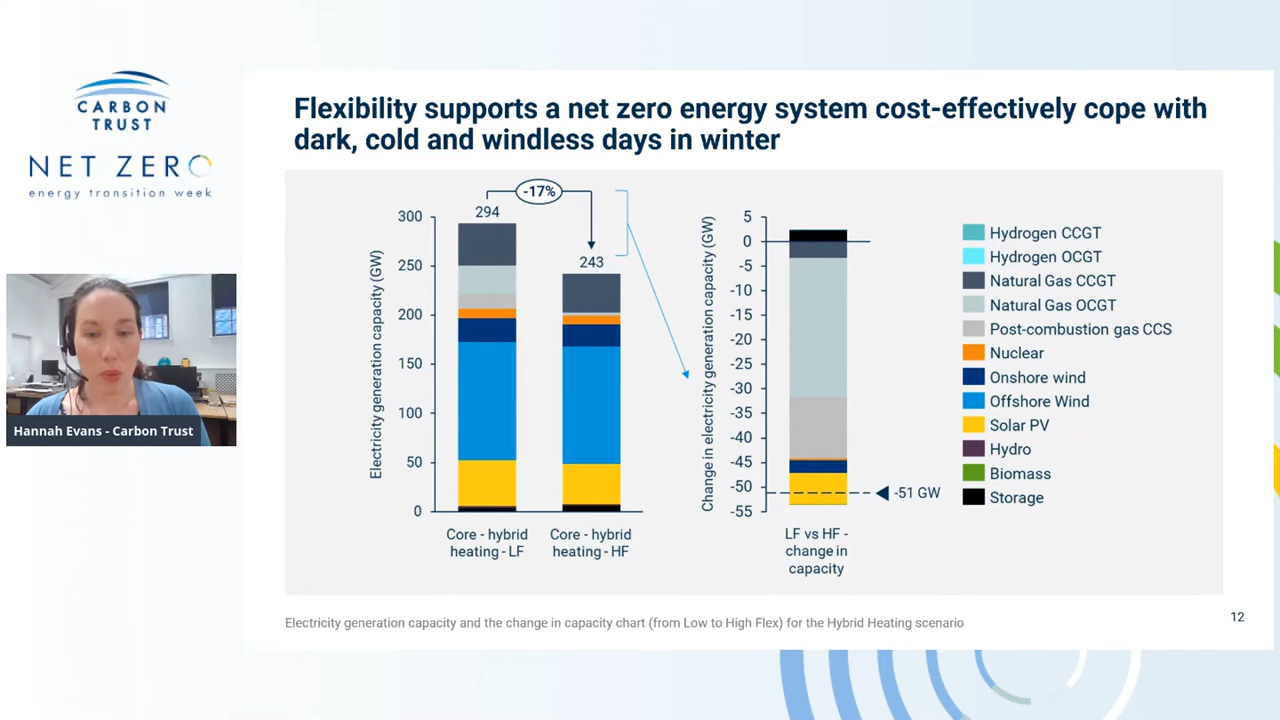 CARBON
TRUST
NET ZERO
energy transition week
Hannah Evans - Carbon Trust
Flexibility supports a net zero energy system cost-effectively cope with
dark, cold and windless days in winter
Electricity generation capacity (GW)
300
250
200
150
100
50
0
294
-17%
243
Core - hybrid
heating - LF
Core - hybrid
heating - HF
Change in electricity generation capacity (GW)
5
0
-5
-10
-15
-20
-25
-30
-35
-40
-45
-50
-55
-51 GW
LF vs HF -
change in
capacity
Hydrogen CCGT
Hydrogen OCGT
Natural Gas CCGT
Natural Gas OCGT
Post-combustion gas CCS
Nuclear
Onshore wind
Offshore Wind
Solar PV
Hydro
Biomass
Storage
Electricity generation capacity and the change in capacity chart (from Low to High Flex) for the Hybrid Heating scenario
12